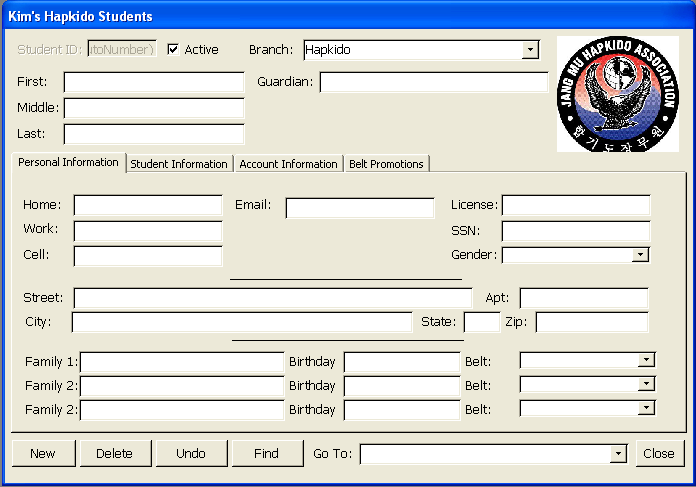 Kim's Hapkido Students
Student ID: utoNumber) Active Branch: Hapkido
First: Guardian:
Middle:
Last:
JANG MU HAPKIDO ASSOCIATION
합기도장무원
Personal Information Student Information Account Information Belt Promotions
Home: Email: License:
Work: SSN:
Cell: Gender:
Street: Apt:
City: State: Zip:
Family 1: Birthday Belt:
Family 2: Birthday Belt:
Family 2: Birthday Belt:
New Delete Undo Find Go To: Close